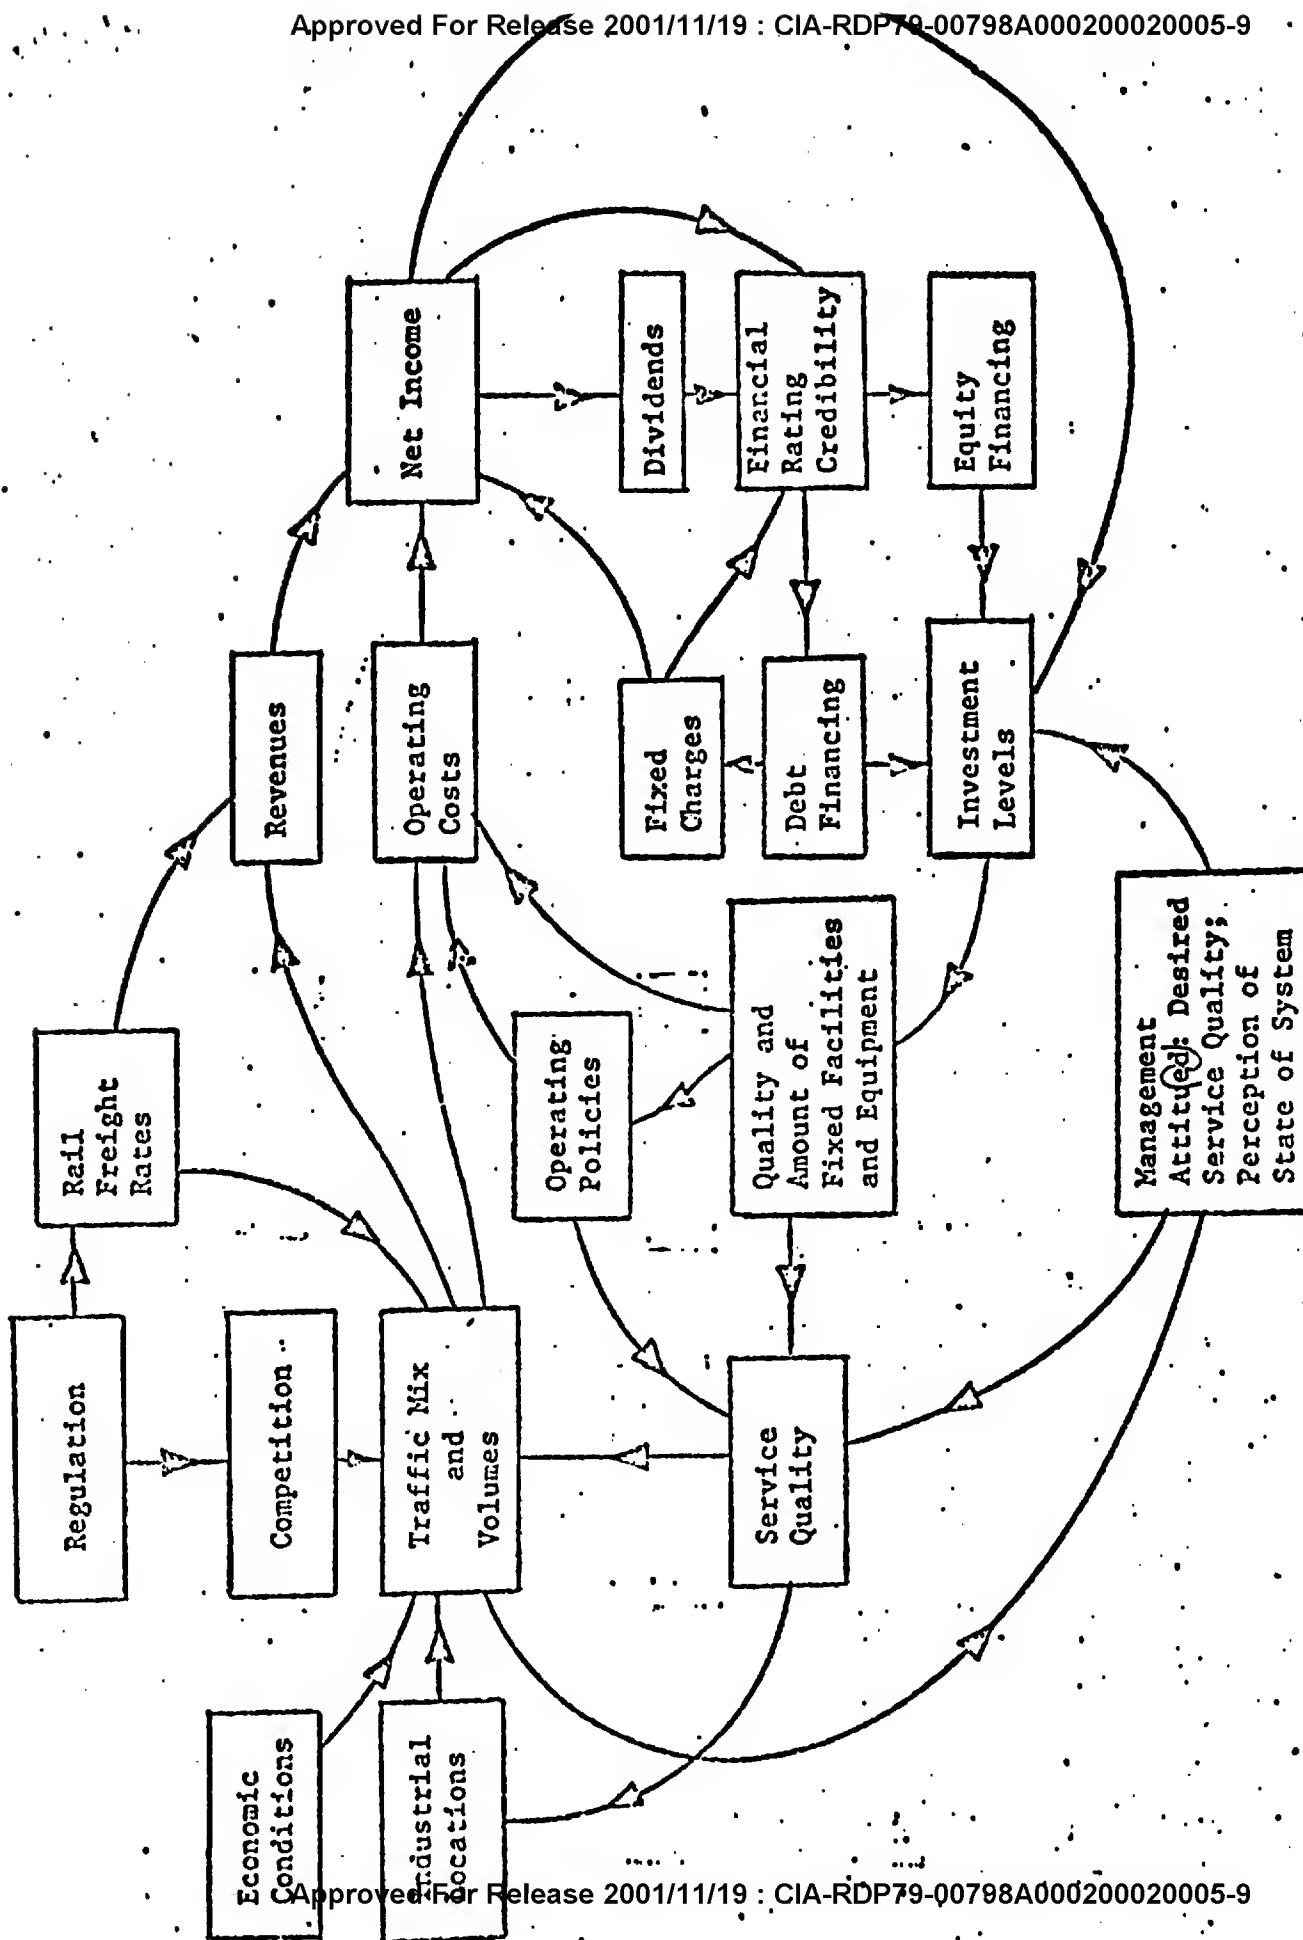 Approved For Release 2001/11/19 : CIA-RDP79-00798A000200020005-9
Regulation
Rail
Freight
Rates
Economic
Conditions
Competition
Revenues
Industrial
Locations
Traffic Mix
and
Volumes
Operating
Costs
Net Income
Operating
Policies
Fixed
Charges
Dividends
Service
Quality
Quality and
Amount of
Fixed Facilities
and Equipment
Debt
Financing
Financial
Rating
Credibility
Investment
Levels
Equity
Financing
Management
Attitued: Desired
Service Quality;
Perception of
State of System
Approved For Release 2001/11/19 : CIA-RDP79-00798A000200020005-9